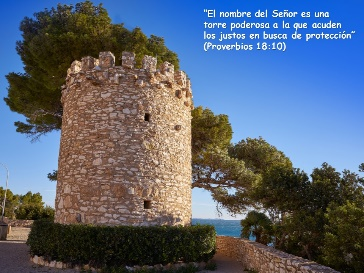 “El nombre del Señor es una
torre poderosa a la que acuden
los justos en busca de protección”
(Proverbios 18:10)